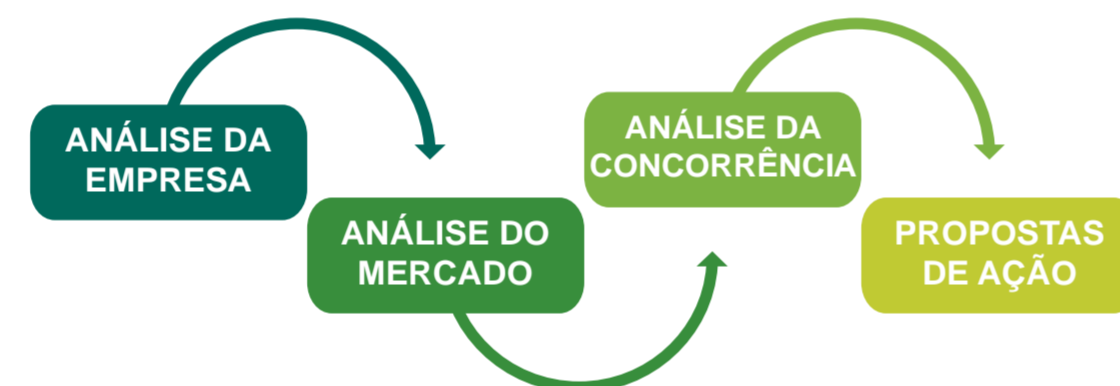 ANÁLISE DA
EMPRESA
ANÁLISE DO
MERCADO
ANÁLISE DA
CONCORRÊNCIA
PROPOSTAS
DE AÇÃO